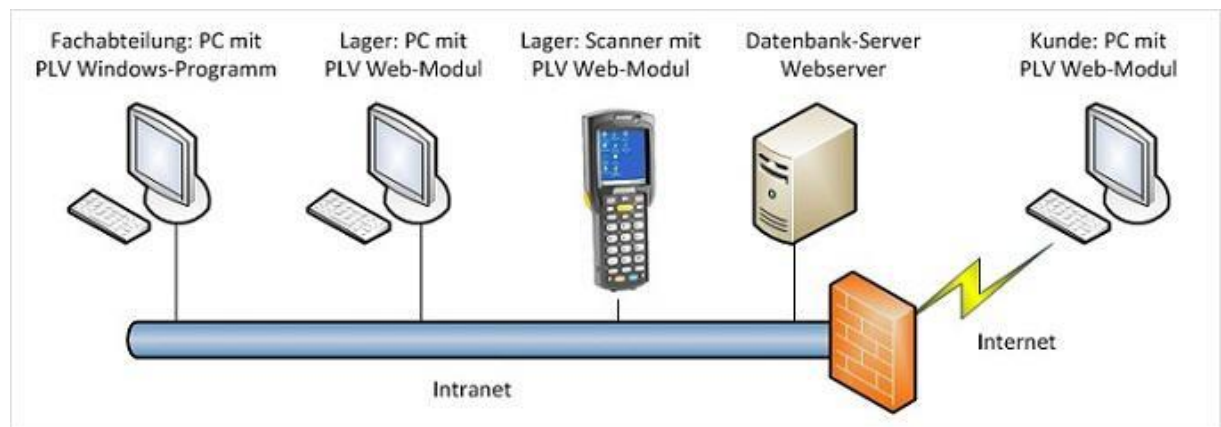 Fachabteilung: PC mit
PLV Windows-Programm
Lager: PC mit
PLV Web-Modul
Lager: Scanner mit
PLV Web-Modul
Datenbank-Server
Webserver
Kunde: PC mit
PLV Web-Modul
Internet
Intranet